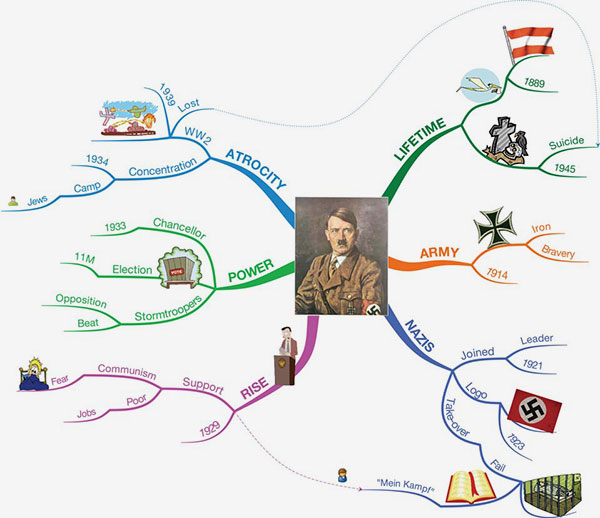 LIFETIME
1889
Suicide
1945
ARMY
Iron
Bravery
1914
NAZIS
Joined
Leader
1921
Logo
1923
Take-over
Fail
"Mein Kampf"
RISE
Support
Communism
Fear
Poor
Jobs
1929
POWER
Chancellor
1933
Election
11M
VOTE
Stormtroopers
Opposition
Beat
ATROCITY
WW2
1939
Lost
Concentration
1934
Camp
Jews